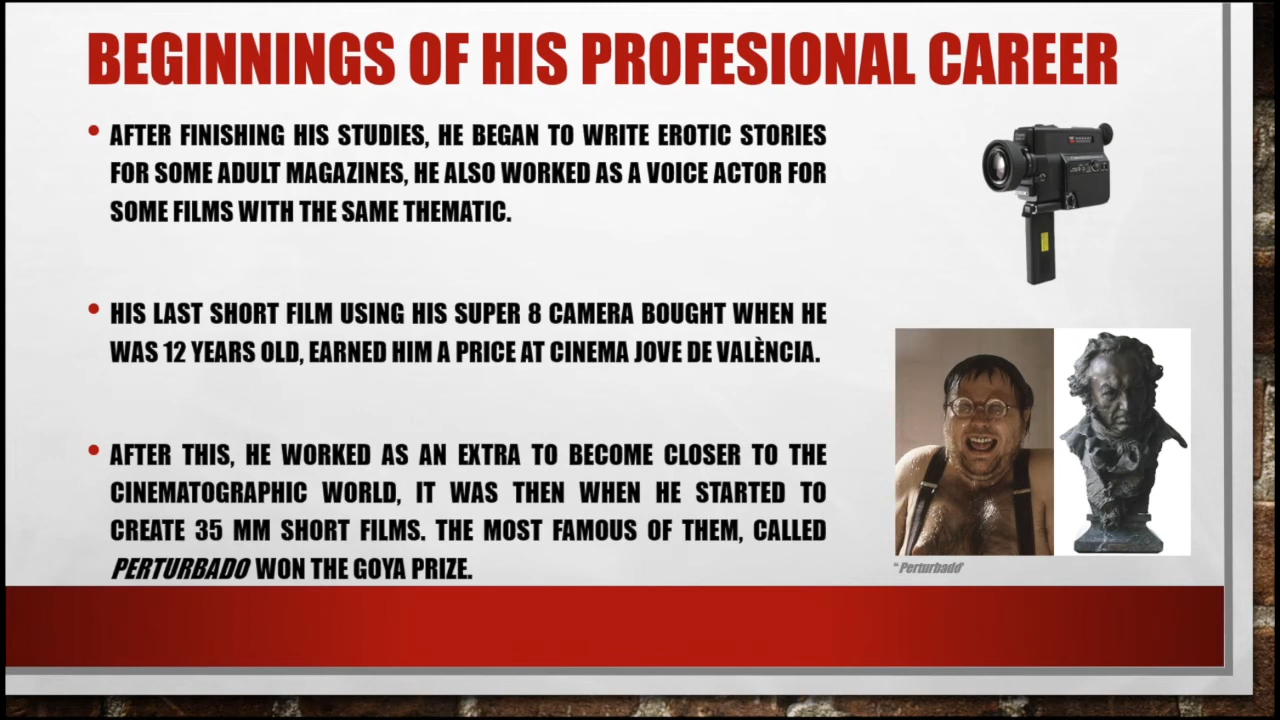 BEGINNINGS OF HIS PROFESIONAL CAREER
• AFTER FINISHING HIS STUDIES, HE BEGAN TO WRITE EROTIC STORIES
FOR SOME ADULT MAGAZINES, HE ALSO WORKED AS A VOICE ACTOR FOR
SOME FILMS WITH THE SAME THEMATIC.
• HIS LAST SHORT FILM USING HIS SUPER 8 CAMERA BOUGHT WHEN HE
WAS 12 YEARS OLD, EARNED HIM A PRICE AT CINEMA JOVE DE VALÈNCIA.
• AFTER THIS, HE WORKED AS AN EXTRA TO BECOME CLOSER TO THE
CINEMATOGRAPHIC WORLD, IT WAS THEN WHEN HE STARTED TO
CREATE 35 MM SHORT FILMS. THE MOST FAMOUS OF THEM, CALLED
PERTURBADO WON THE GOYA PRIZE.
"Perturbado"